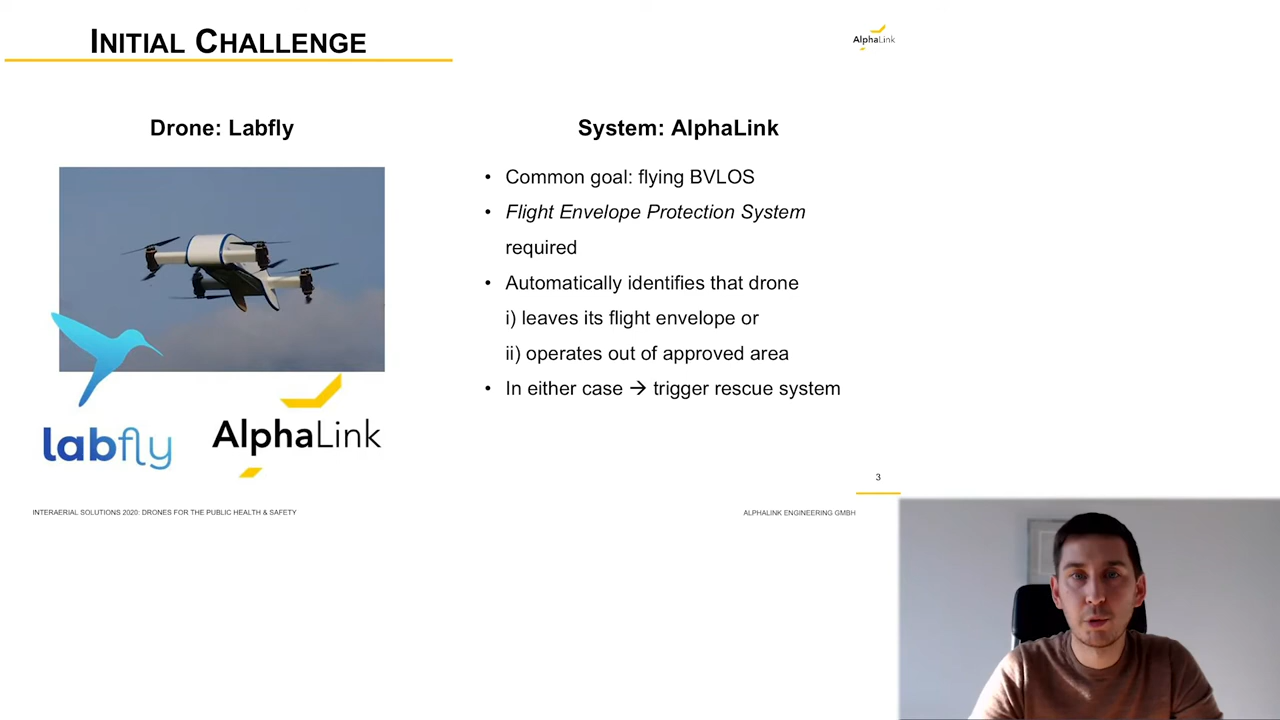 INITIAL CHALLENGE
AlphaLink
Drone: Labfly
labfly
AlphaLink
System: AlphaLink
• Common goal: flying BVLOS
• Flight Envelope Protection System
required
• Automatically identifies that drone
i) leaves its flight envelope or
ii) operates out of approved area
• In either case → trigger rescue system
3
INTERAERIAL SOLUTIONS 2020: DRONES FOR THE PUBLIC HEALTH & SAFETY
ALPHALINK ENGINEERING GMBH